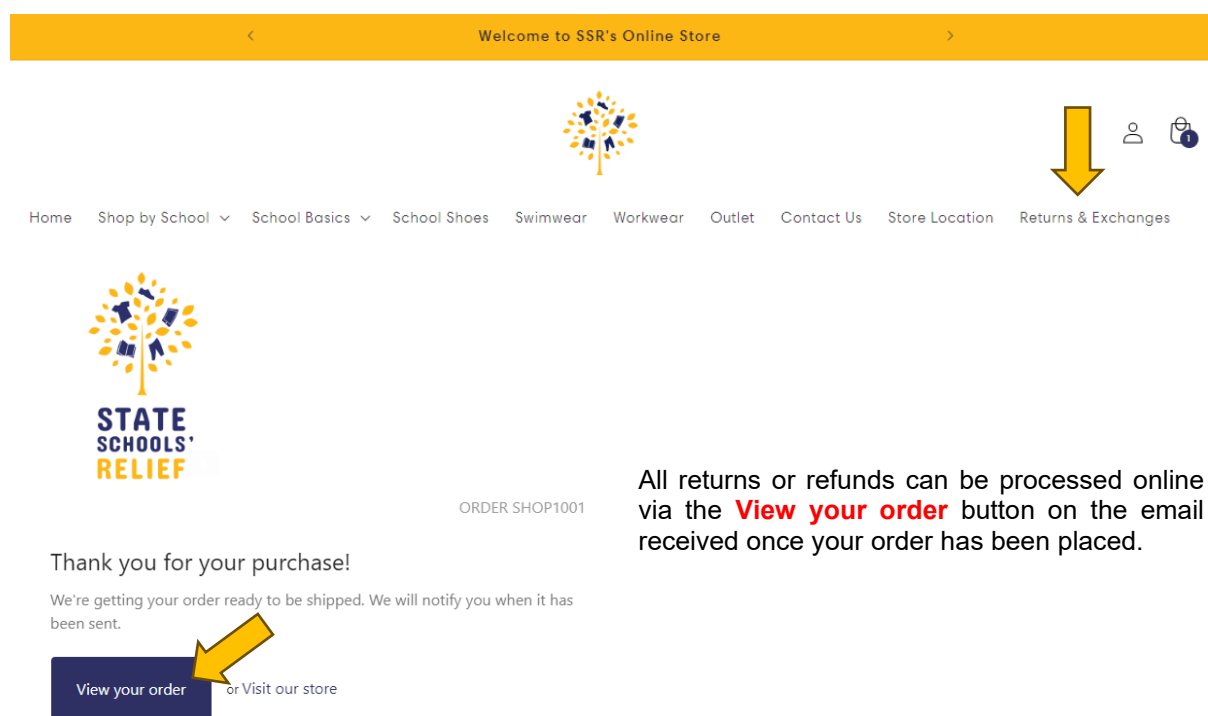 Welcome to SSR's Online Store
1
Home Shop by School School Basics School Shoes Swimwear Workwear Outlet Contact Us Store Location Returns & Exchanges
STATE
SCHOOLS'
RELIEF
ORDER SHOP1001
Thank you for your purchase!
We're getting your order ready to be shipped. We will notify you when it has
been sent.
View your order or Visit our store
All returns or refunds can be processed online
via the View your order button on the email
received once your order has been placed.